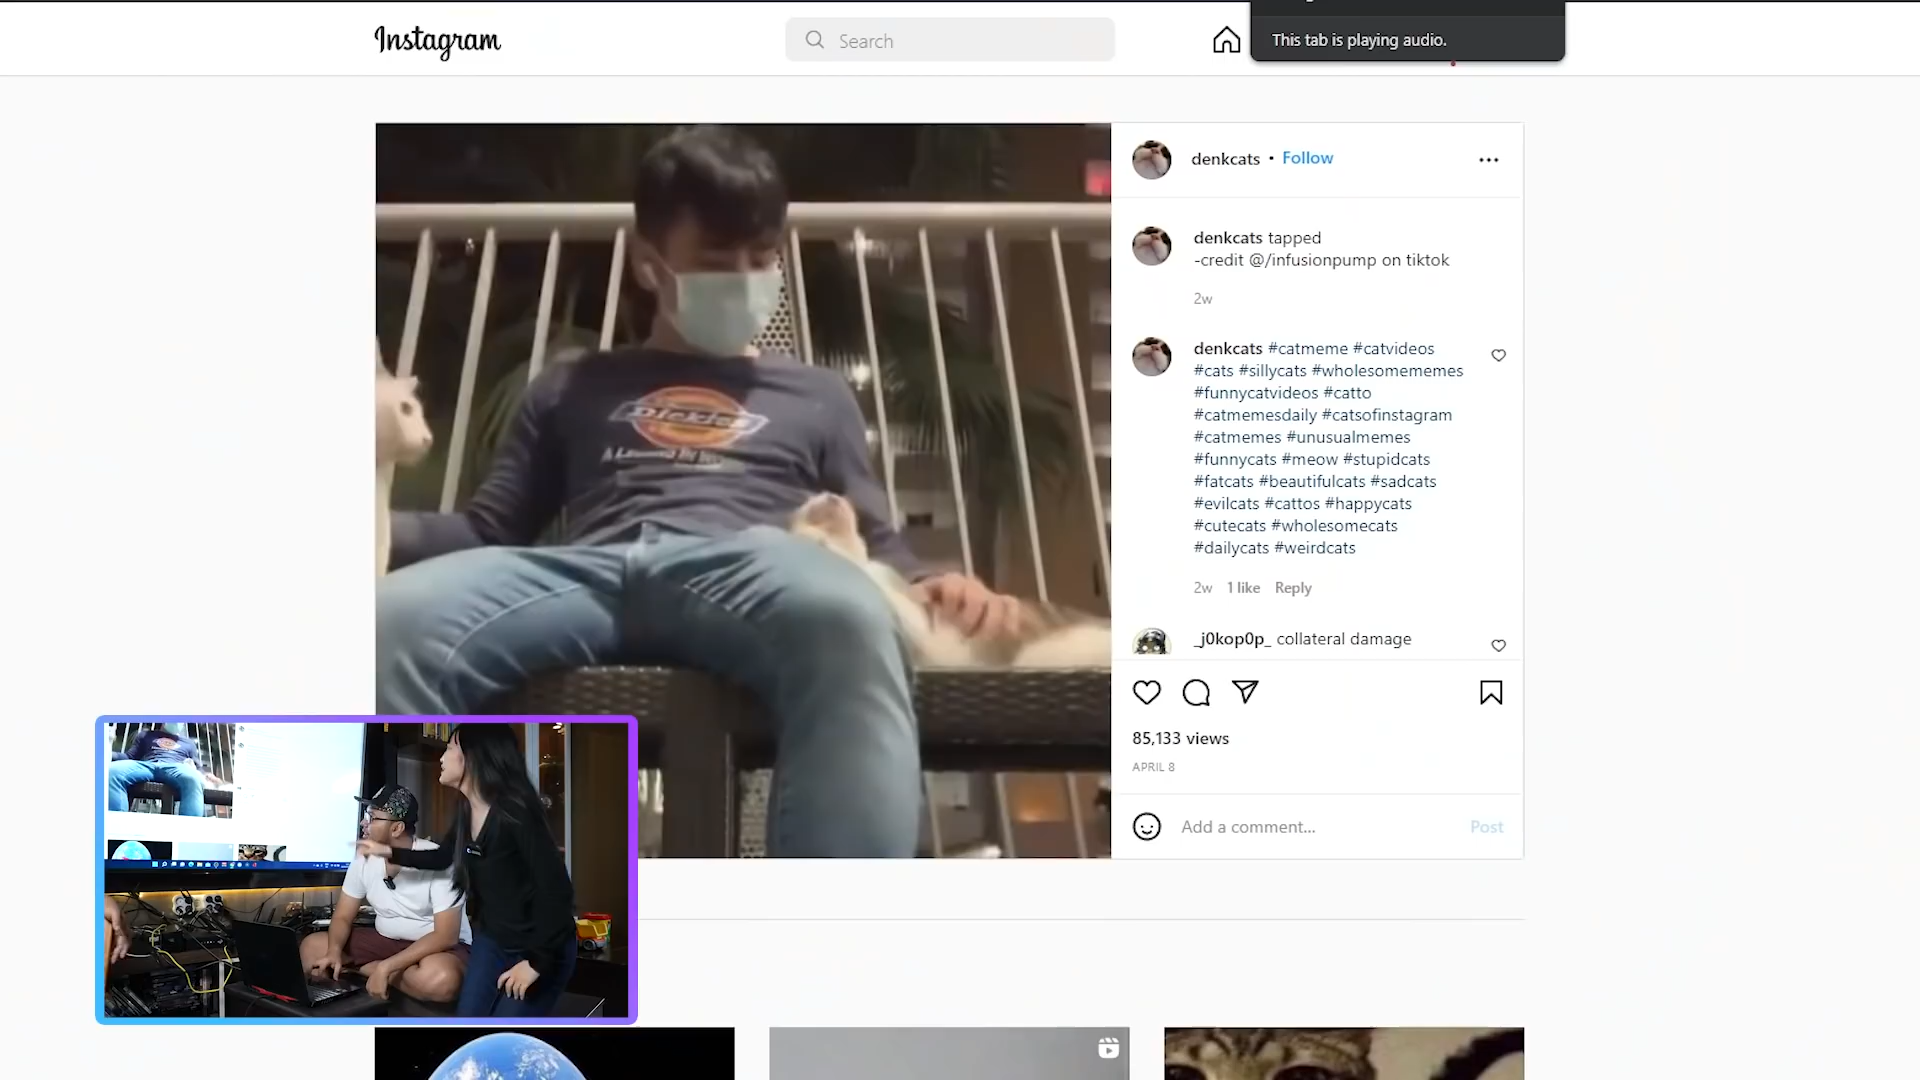 Instagram
Search
This tab is playing audio.
denkcats • Follow
denkcats tapped
-credit @/infusionpump on tiktok
2w
denkcats #catmeme #catvideos
#cats #sillycats #wholesomememes
#funnycatvideos #catto
#catmemesdaily #catsofinstagram
#catmemes #unusualmemes
#funnycats #meow #stupidcats
#fatcats #beautifulcats #sadcats
#evilcats #cattos #happycats
#cutecats #wholesomecats
#dailycats #weirdcats
2w 1 like Reply
_j0kop0p_ collateral damage
85,133 views
APRIL 8
Add a comment...
Post
Dickies